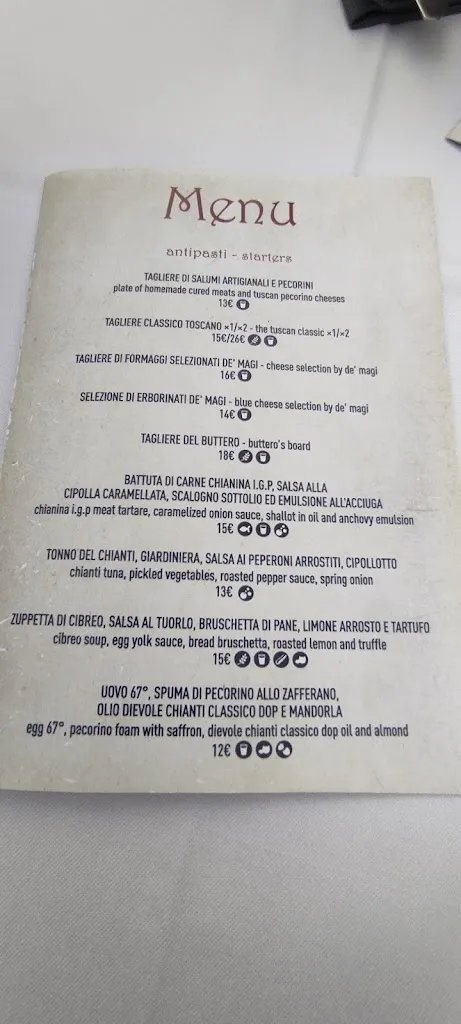 Menu
antipasti - starters
TAGLIERE DI SALUMI ARTIGIANALI E PECORINI
plate of homemade cured meats and tuscan pecorino cheeses
13€
TAGLIERE CLASSICO TOSCANO ×1/×2 - the tuscan classic ×1/×2
15€/26€
TAGLIERE DI FORMAGGI SELEZIONATI DE' MAGI - cheese selection by de' magi
16€
SELEZIONE DI ERBORINATI DE' MAGI - blue cheese selection by de' magi
14€
TAGLIERE DEL BUTTERO - buttero's board
18€
BATTUTA DI CARNE CHIANINA I.G.P, SALSA ALLA
CIPOLLA CARAMELLATA, SCALOGNO SOTTOLIO ED EMULSIONE ALL'ACCIUGA
chianina i.g.p meat tartare, caramelized onion sauce, shallot in oil and anchovy emulsion
15€
TONNO DEL CHIANTI, GIARDINIERA, SALSA AI PEPERONI ARROSTITI, CIPOLLOTTO
chianti tuna, pickled vegetables, roasted pepper sauce, spring onion
13€
ZUPPETTA DI CIBREO, SALSA AL TUORLO, BRUSCHETTA DI PANE, LIMONE ARROSTO E TARTUFO
cibreo soup, egg yolk sauce, bread bruschetta, roasted lemon and truffle
15€
UOVO 67°, SPUMA DI PECORINO ALLO ZAFFERANO,
OLIO DIEVOLE CHIANTI CLASSICO DOP E MANDORLA
egg 67°, pecorino foam with saffron, dievole chianti classico dop oil and almond
12€